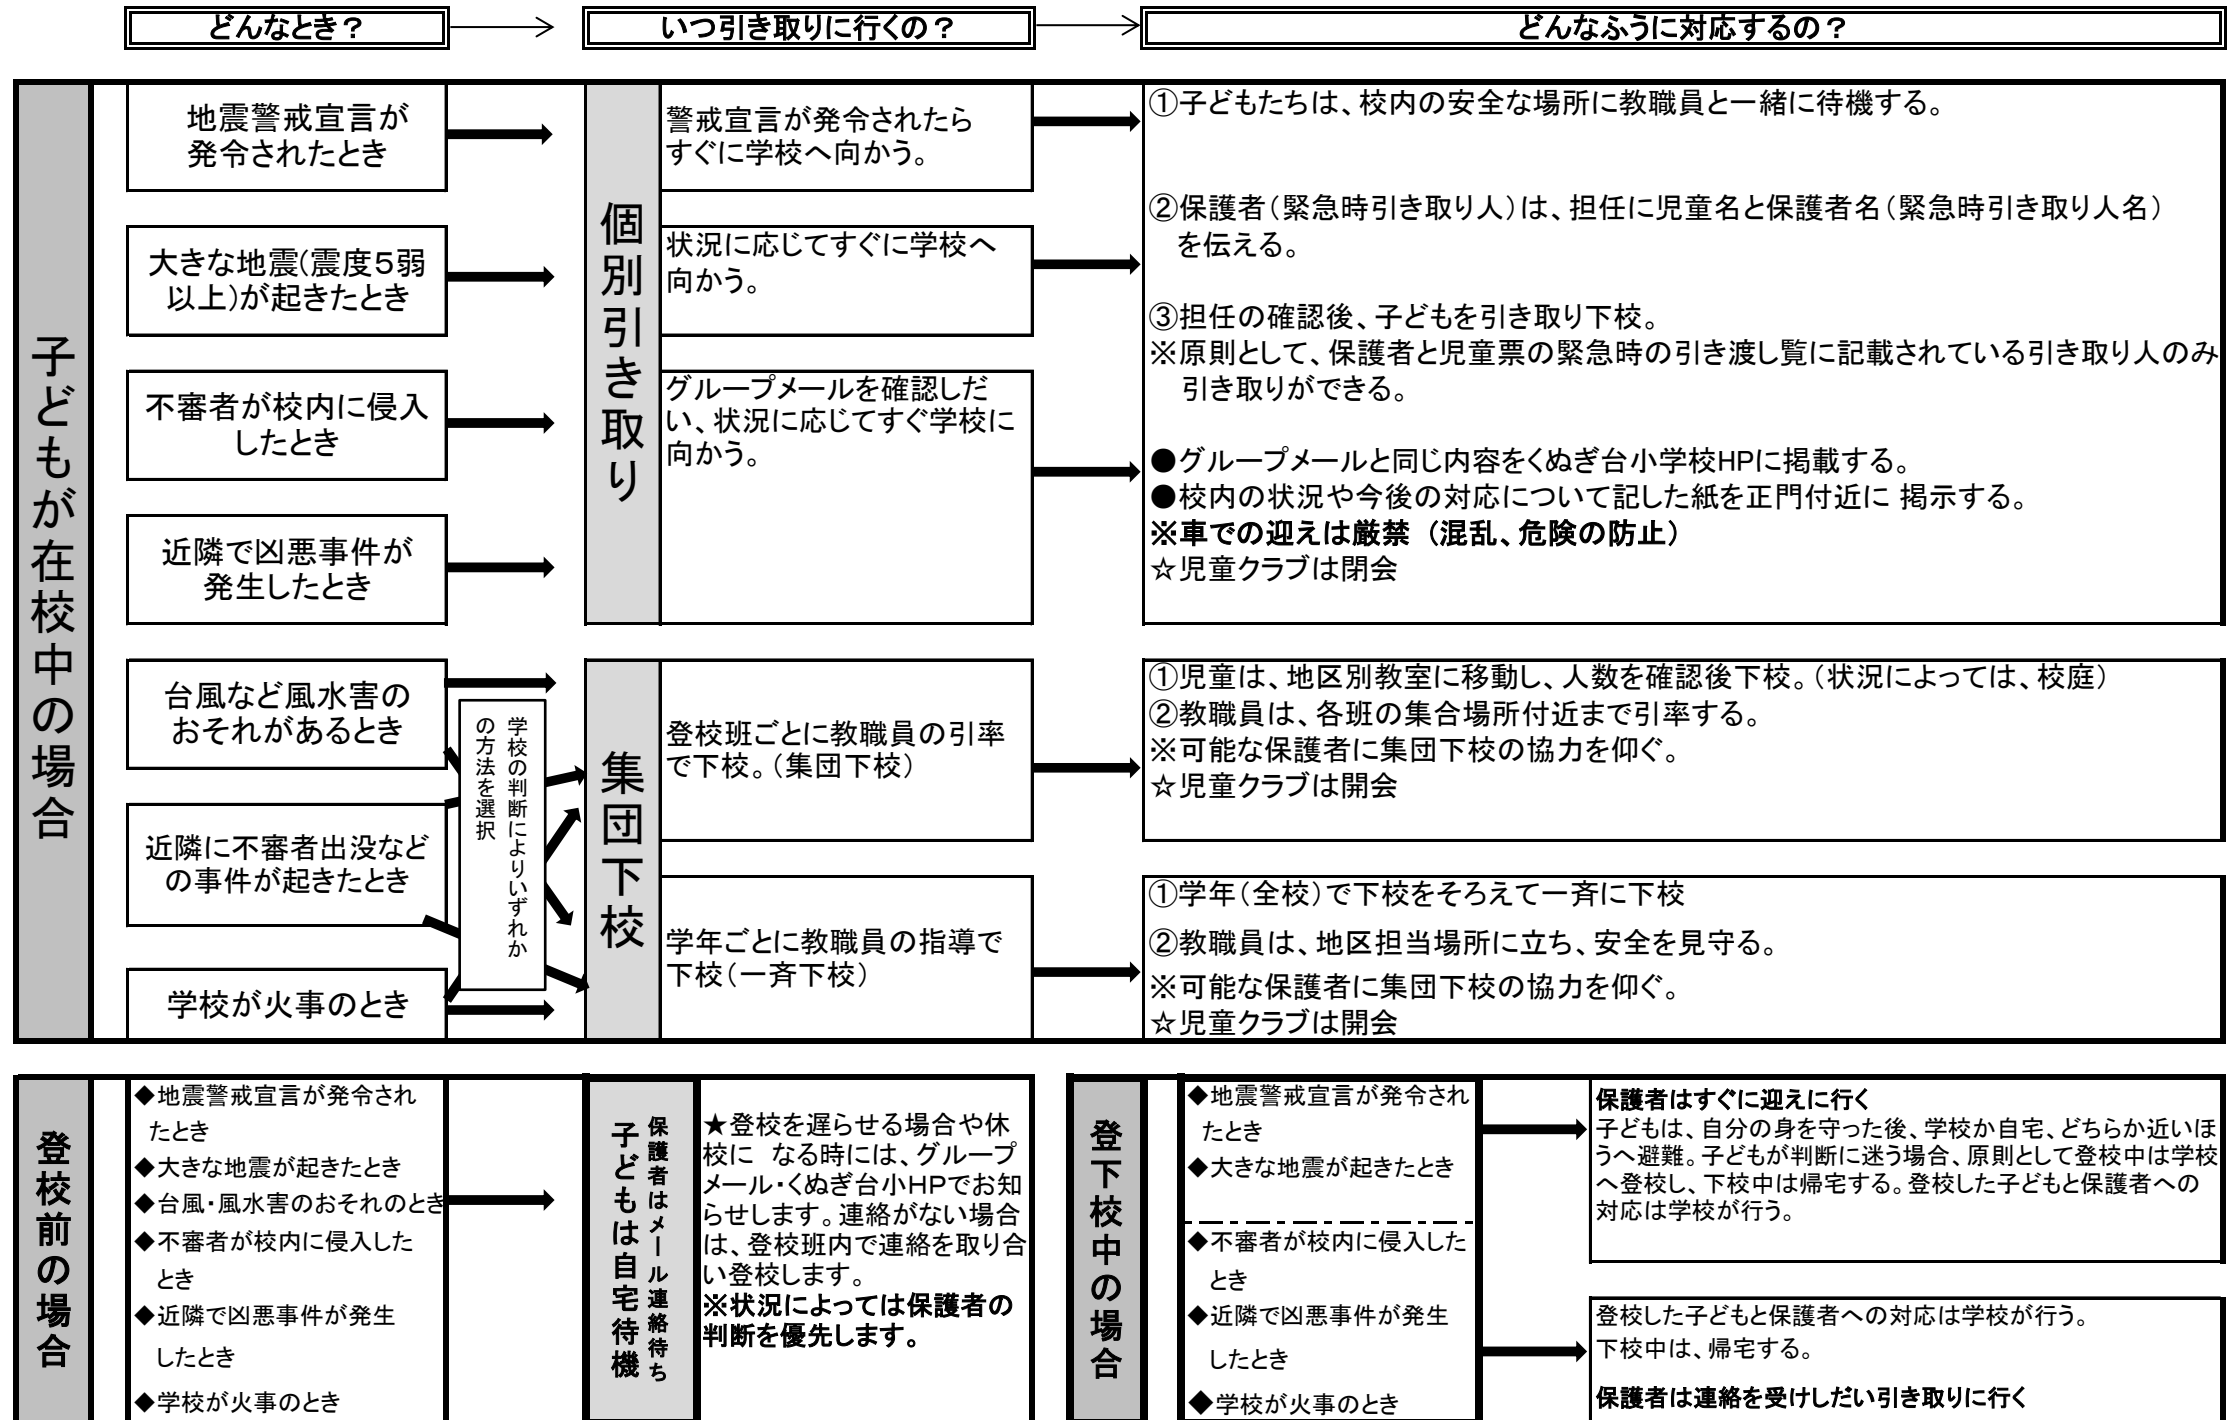 どんなとき？
いつ引き取りに行くの？
どんなふうに対応するの？
子どもが在校中の場合
地震警戒宣言が
発令されたとき
大きな地震(震度５弱
以上)が起きたとき
不審者が校内に侵入
したとき
近隣で凶悪事件が
発生したとき
個別引き取り
警戒宣言が発令されたら
すぐに学校へ向かう。
状況に応じてすぐに学校へ
向かう。
グループメールを確認しだ
い、状況に応じてすぐ学校に
向かう。
①子どもたちは、校内の安全な場所に教職員と一緒に待機する。
②保護者（緊急時引き取り人）は、担任に児童名と保護者名（緊急時引き取り人名）
を伝える。
③担任の確認後、子どもを引き取り下校。
※原則として、保護者と児童票の緊急時の引き渡し覧に記載されている引き取り人のみ
引き取りができる。
●グループメールと同じ内容をくぬぎ台小学校HPに掲載する。
●校内の状況や今後の対応について記した紙を正門付近に 掲示する。
※車での迎えは厳禁（混乱、危険の防止）
☆児童クラブは閉会
台風など風水害の
おそれがあるとき
近隣に不審者出没など
の事件が起きたとき
学校が火事のとき
学校の判断によりいずれか
の方法を選択
集団下校
登校班ごとに教職員の引率
で下校。（集団下校）
学年ごとに教職員の指導で
下校（一斉下校）
①児童は、地区別教室に移動し、人数を確認後下校。（状況によっては、校庭）
②教職員は、各班の集合場所付近まで引率する。
※可能な保護者に集団下校の協力を仰ぐ。
☆児童クラブは開会
①学年（全校）で下校をそろえて一斉に下校
②教職員は、地区担当場所に立ち、安全を見守る。
※可能な保護者に集団下校の協力を仰ぐ。
☆児童クラブは開会
登校前の場合
◆地震警戒宣言が発令され
たとき
◆大きな地震が起きたとき
◆台風・風水害のおそれのとき
◆不審者が校内に侵入した
とき
◆近隣で凶悪事件が発生
したとき
◆学校が火事のとき
保護者はメール連絡待ち
子どもは自宅待機
★登校を遅らせる場合や休
校に　なる時には、グループ
メール・くぬぎ台小HPでお知
らせします。連絡がない場合
は、登校班内で連絡を取り合
い登校します。
※状況によっては保護者の
判断を優先します。
登下校中の場合
◆地震警戒宣言が発令され
たとき
◆大きな地震が起きたとき
◆不審者が校内に侵入した
とき
◆近隣で凶悪事件が発生
したとき
◆学校が火事のとき
保護者はすぐに迎えに行く
子どもは、自分の身を守った後、学校か自宅、どちらか近いほ
うへ避難。子どもが判断に迷う場合、原則として登校中は学校
へ登校し、下校中は帰宅する。登校した子どもと保護者への
対応は学校が行う。
登校した子どもと保護者への対応は学校が行う。
下校中は、帰宅する。
保護者は連絡を受けしだい引き取りに行く